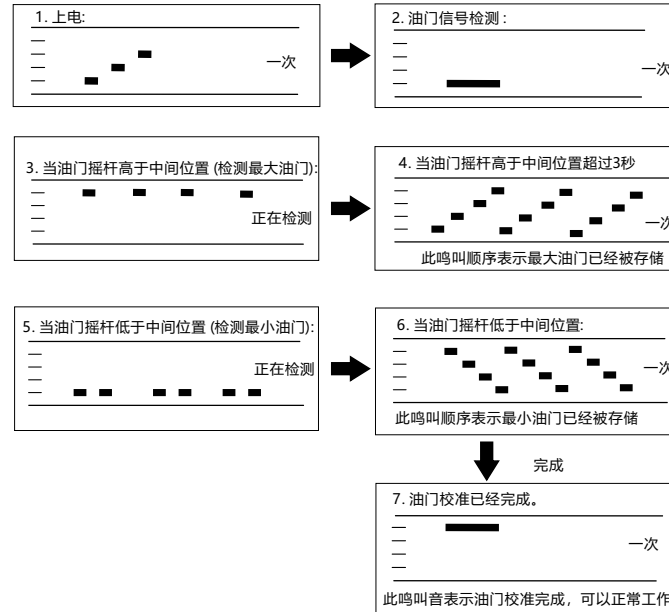 1. 上电:
一次
2. 油门信号检测 :
一次
3. 当油门摇杆高于中间位置 (检测最大油门):
正在检测
4. 当油门摇杆高于中间位置超过3秒
一次
此鸣叫顺序表示最大油门已经被存储
5. 当油门摇杆低于中间位置 (检测最小油门):
正在检测
6. 当油门摇杆低于中间位置:
一次
此鸣叫顺序表示最小油门已经被存储
完成
7. 油门校准已经完成。
一次
此鸣叫音表示油门校准完成，可以正常工作